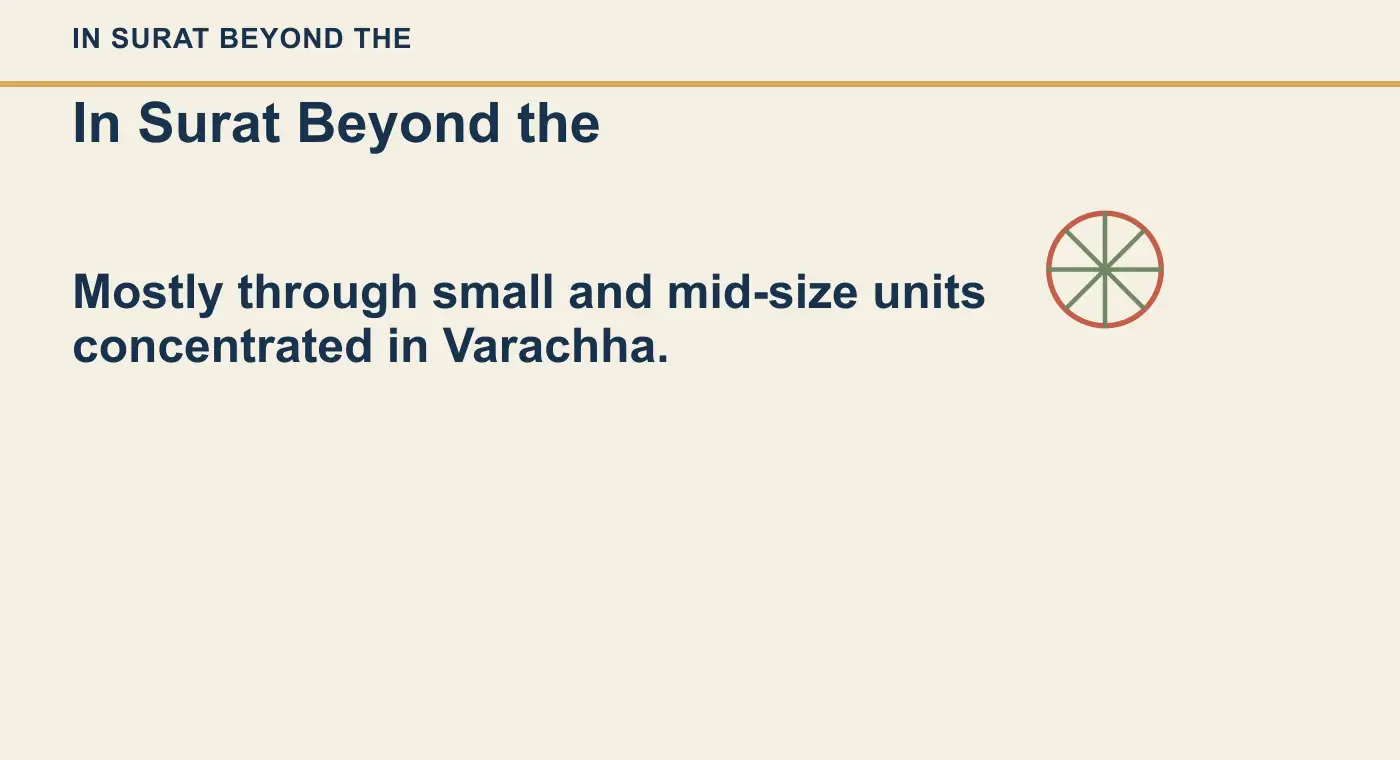 IN SURAT BEYOND THE
In Surat Beyond the
Mostly through small and mid-size units
concentrated in Varachha.